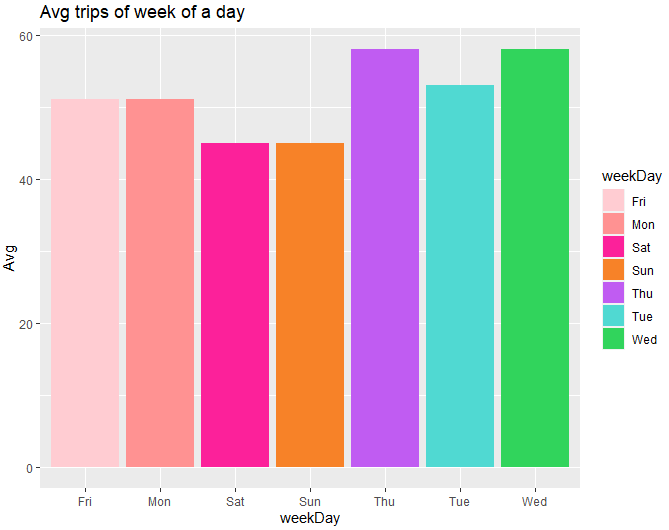 Avg trips of week of a day
60
40
20
0
Avg
Fri
Mon
Sat
Sun
Thu
Tue
Wed
weekDay
weekDay
Fri
Mon
Sat
Sun
Thu
Tue
Wed